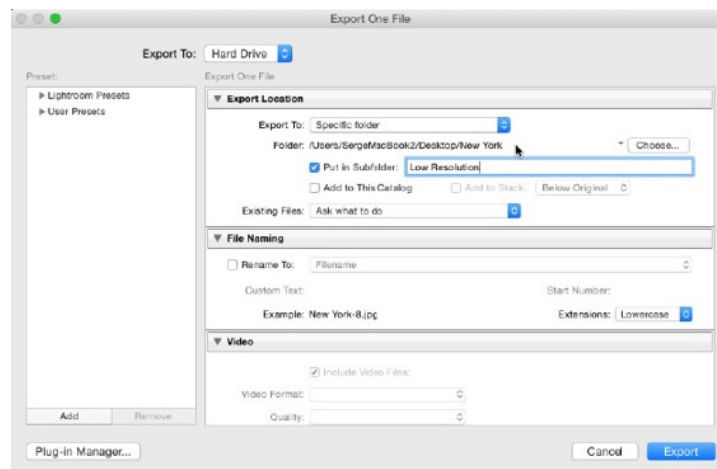 Export One File
Export To: Hard Drive
Preset:
Export One File
Lightroom Presets
User Presets
Export Location
Export To: Specific folder
Folder: /Users/SergeMacBook2/Desktop/New York Choose...
Put in Subfolder: Low Resolution
Add to This Catalog Add to Stack: Below Original
Existing Files: Ask what to do
File Naming
Rename To: Filename
Custom Text: Start Number:
Example: New York-8.jpg Extensions: Lowercase
Video
Include Video Files:
Video Format:
Quality:
Add Remove
Plug-in Manager... Cancel Export